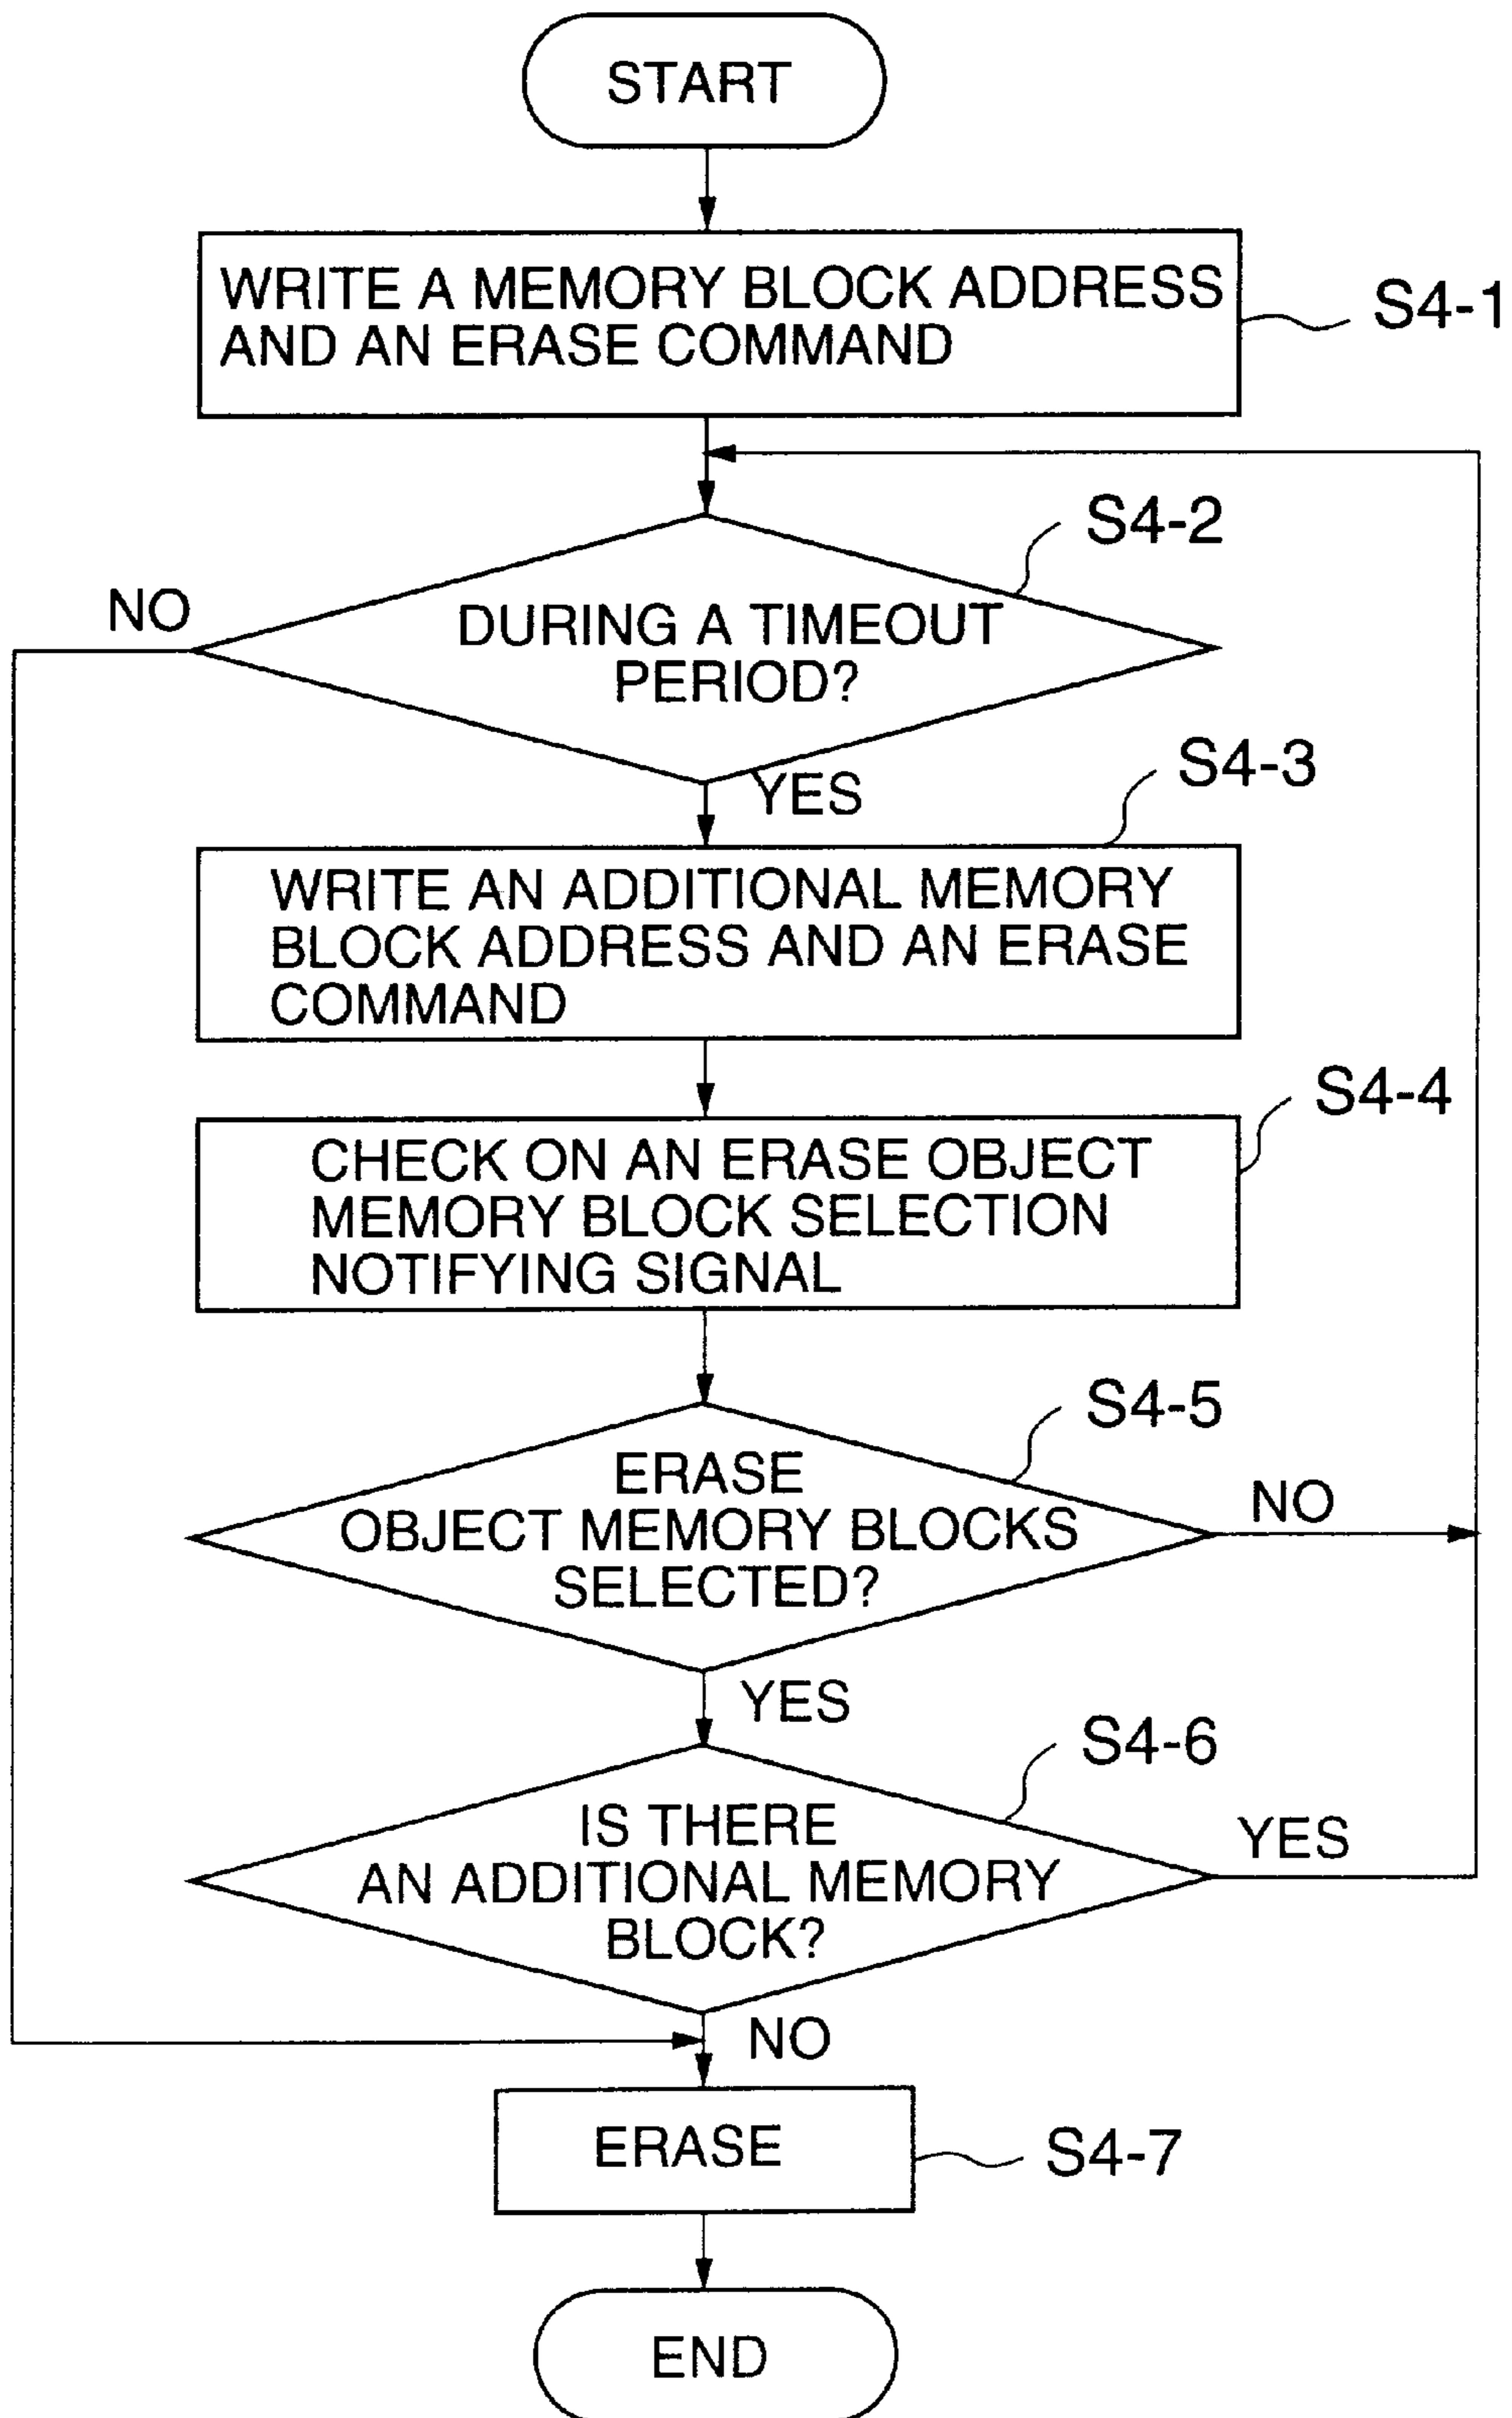 START
WRITE A MEMORY BLOCK ADDRESS
AND AN ERASE COMMAND
S4-1
S4-2
NO
DURING A TIMEOUT
PERIOD?
YES
S4-3
WRITE AN ADDITIONAL MEMORY
BLOCK ADDRESS AND AN ERASE
COMMAND
S4-4
CHECK ON AN ERASE OBJECT
MEMORY BLOCK SELECTION
NOTIFYING SIGNAL
S4-5
ERASE
OBJECT MEMORY BLOCKS
SELECTED?
NO
YES
S4-6
IS THERE
AN ADDITIONAL MEMORY
BLOCK?
YES
NO
ERASE
S4-7
END